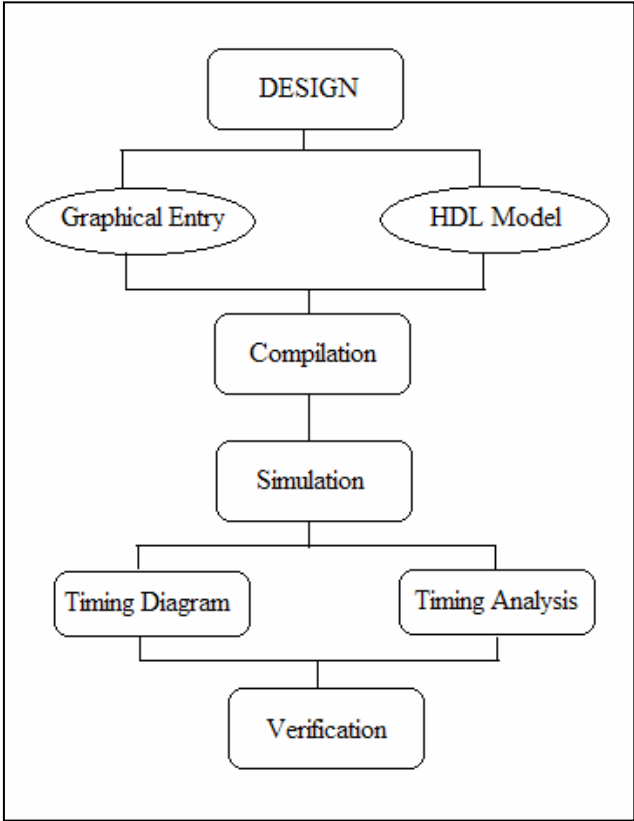 DESIGN
Graphical Entry
HDL Model
Compilation
Simulation
Timing Diagram
Timing Analysis
Verification